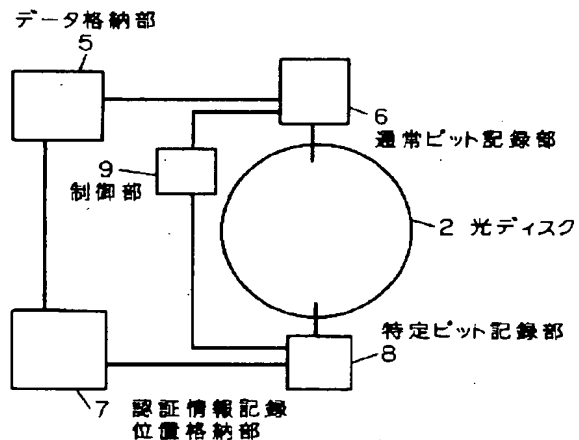 データ格納部
5
6
通常ピット記録部
9
制御部
2 光ディスク
特定ピット記録部
8
7 認証情報記録
位置格納部